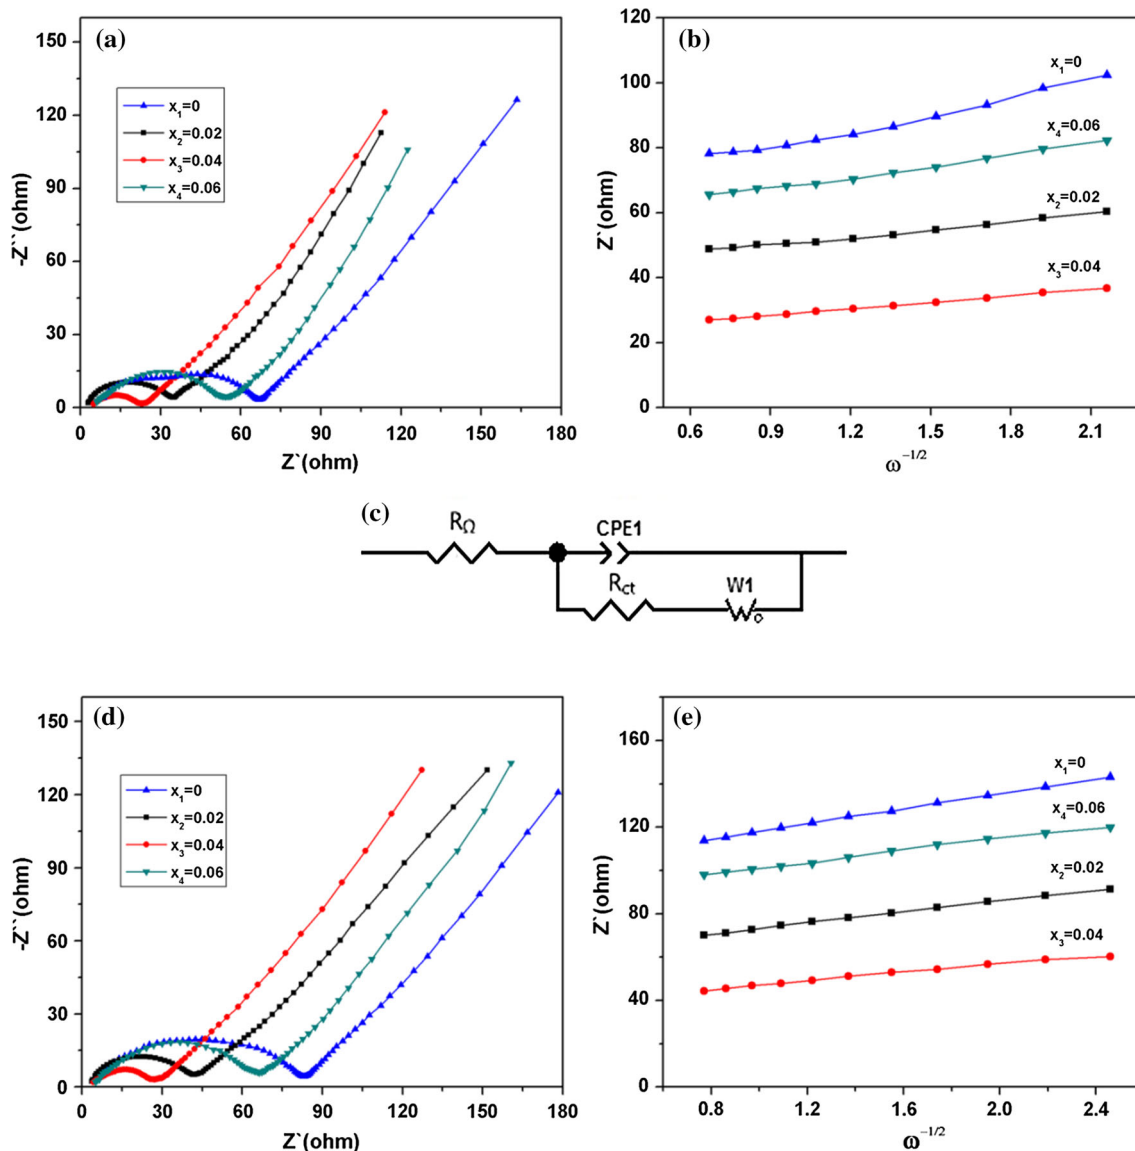 (a)
-Z``(ohm)
150
120
90
60
30
0
x₁=0
x₂=0.02
x₃=0.04
x₄=0.06
0 30 60 90 120 150 180
Z`(ohm)
(b)
Z`(ohm)
120
100
80
60
40
20
0
x₁=0
x₄=0.06
x₂=0.02
x₃=0.04
0.6 0.9 1.2 1.5 1.8 2.1
ω⁻¹/²
(c)
RΩ
CPE1
Rct
W1
(d)
-Z``(ohm)
150
120
90
60
30
0
x₁=0
x₂=0.02
x₃=0.04
x₄=0.06
0 30 60 90 120 150 180
Z`(ohm)
(e)
Z`(ohm)
160
120
80
40
0
x₁=0
x₄=0.06
x₂=0.02
x₃=0.04
0.8 1.2 1.6 2.0 2.4
ω⁻¹/²